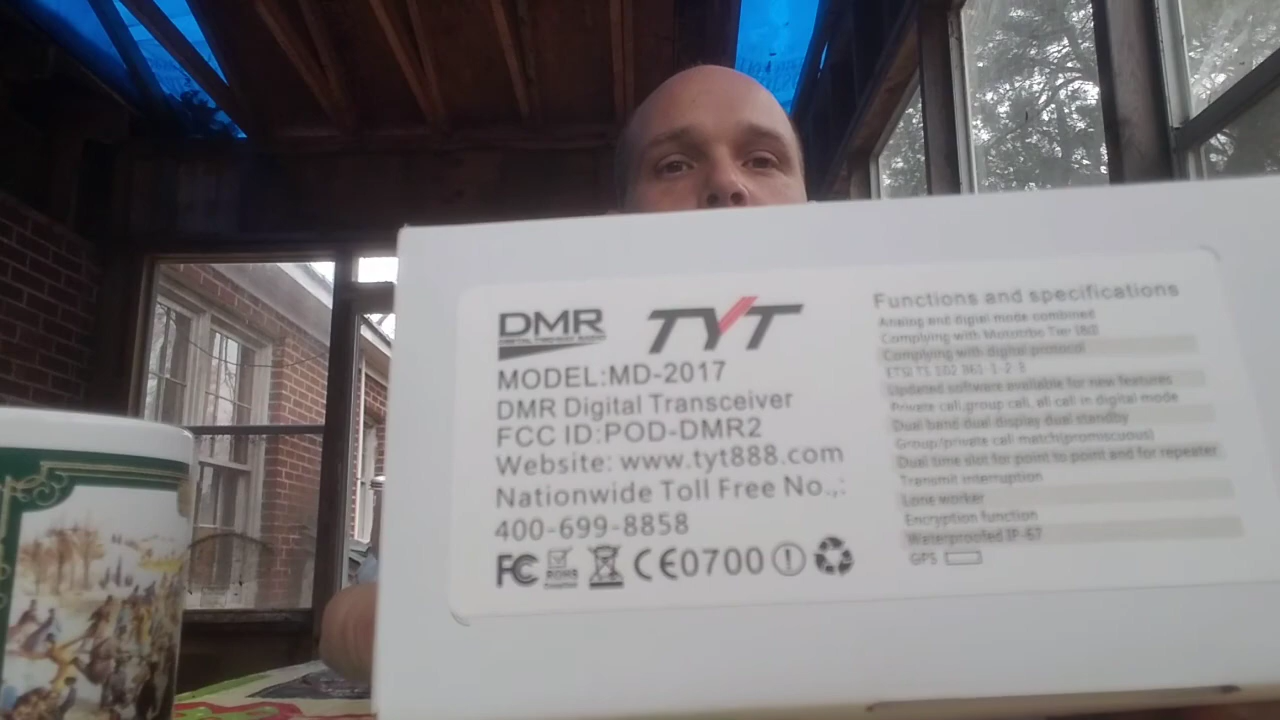 DMR
DIGITAL TWO-WAY RADIO
TYT
MODEL:MD-2017
DMR Digital Transceiver
FCC ID:POD-DMR2
Website: www.tyt888.com
Nationwide Toll Free No.,:
400-699-8858
FC
ROHS
CE0700
Functions and specifications
Analog and digial mode combined
Complying with Mototrbo Tier I&II
Complying with digital protocol
ETSI TS 102 361-1-2-3
Updated software available for new features
Private call,group call, all call in digital mode
Dual band dual display dual standby
Group/private call match(promiscuous)
Dual time slot for point to point and for repeater
Transmit interruption
Lone worker
Encryption function
Waterproofed IP-67
GPS